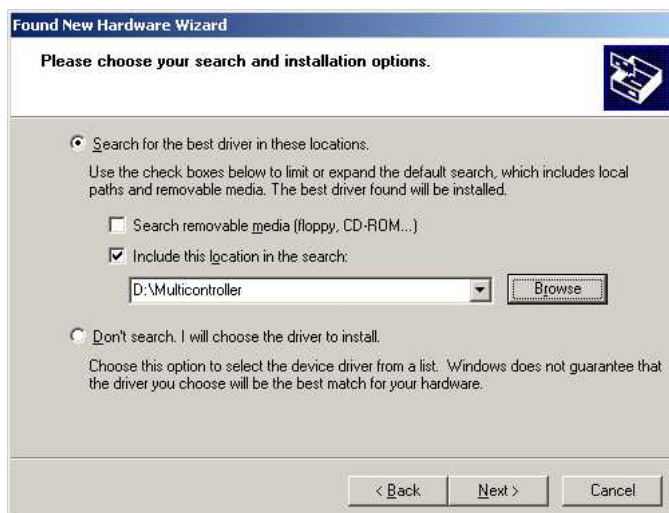 Found New Hardware Wizard
Please choose your search and installation options.
Search for the best driver in these locations.
Use the check boxes below to limit or expand the default search, which includes local
paths and removable media. The best driver found will be installed.
Search removable media (floppy, CD-ROM...)
Include this location in the search:
D:\Multicontroller
Browse
Don't search. I will choose the driver to install.
Choose this option to select the device driver from a list. Windows does not guarantee that
the driver you choose will be the best match for your hardware.
< Back
Next >
Cancel